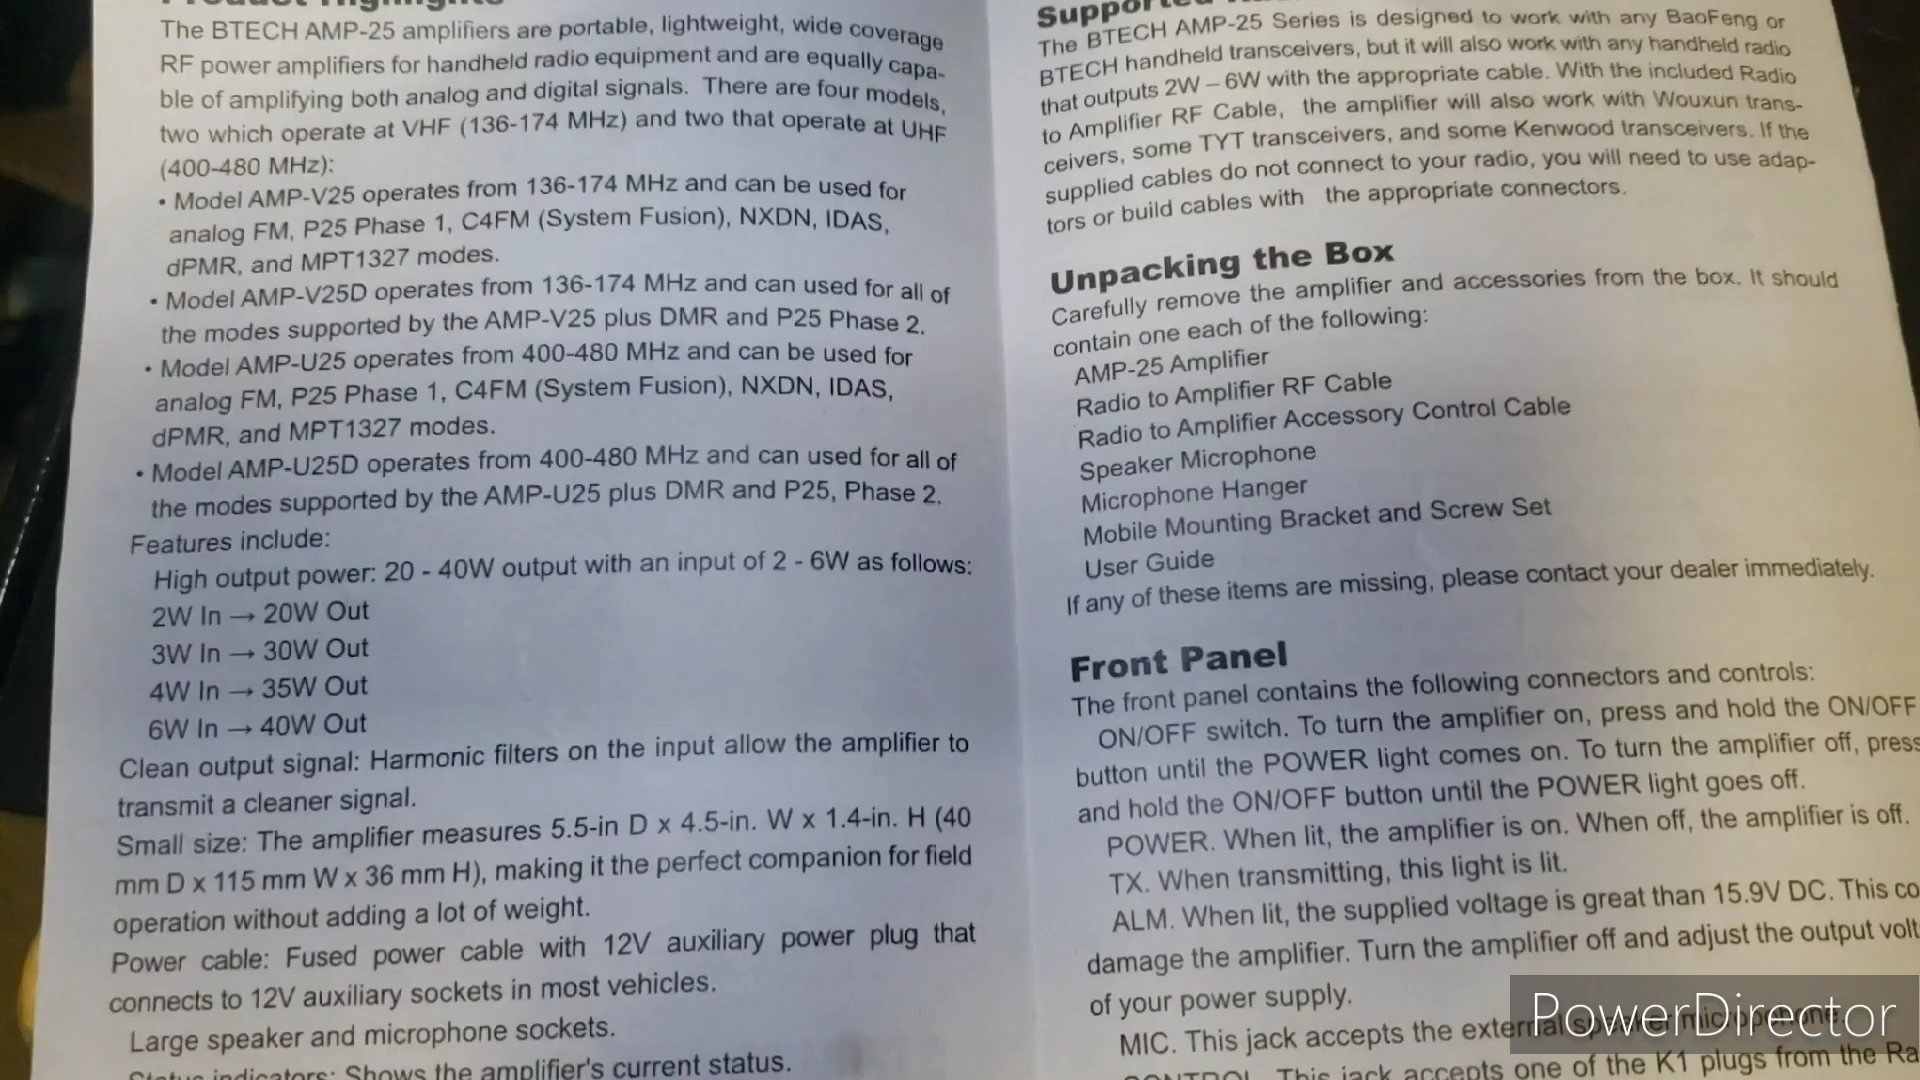 Product Highlights
The BTECH AMP-25 amplifiers are portable, lightweight, wide coverage
RF power amplifiers for handheld radio equipment and are equally capa-
ble of amplifying both analog and digital signals. There are four models,
two which operate at VHF (136-174 MHz) and two that operate at UHF
(400-480 MHz):
• Model AMP-V25 operates from 136-174 MHz and can be used for
analog FM, P25 Phase 1, C4FM (System Fusion), NXDN, IDAS,
dPMR, and MPT1327 modes.
• Model AMP-V25D operates from 136-174 MHz and can used for all of
the modes supported by the AMP-V25 plus DMR and P25 Phase 2.
• Model AMP-U25 operates from 400-480 MHz and can be used for
analog FM, P25 Phase 1, C4FM (System Fusion), NXDN, IDAS,
dPMR, and MPT1327 modes.
• Model AMP-U25D operates from 400-480 MHz and can used for all of
the modes supported by the AMP-U25 plus DMR and P25, Phase 2.
Features include:
High output power: 20 - 40W output with an input of 2 - 6W as follows:
2W In → 20W Out
3W In → 30W Out
4W In → 35W Out
6W In → 40W Out
Clean output signal: Harmonic filters on the input allow the amplifier to
transmit a cleaner signal.
Small size: The amplifier measures 5.5-in D x 4.5-in. W x 1.4-in. H (40
mm D x 115 mm W x 36 mm H), making it the perfect companion for field
operation without adding a lot of weight.
Power cable: Fused power cable with 12V auxiliary power plug that
connects to 12V auxiliary sockets in most vehicles.
Large speaker and microphone sockets.
Status indicators: Shows the amplifier's current status.
Supported
The BTECH AMP-25 Series is designed to work with any BaoFeng or
BTECH handheld transceivers, but it will also work with any handheld radio
that outputs 2W – 6W with the appropriate cable. With the included Radio
to Amplifier RF Cable, the amplifier will also work with Wouxun trans-
ceivers, some TYT transceivers, and some Kenwood transceivers. If the
supplied cables do not connect to your radio, you will need to use adap-
tors or build cables with the appropriate connectors.
Unpacking the Box
Carefully remove the amplifier and accessories from the box. It should
contain one each of the following:
AMP-25 Amplifier
Radio to Amplifier RF Cable
Radio to Amplifier Accessory Control Cable
Speaker Microphone
Microphone Hanger
Mobile Mounting Bracket and Screw Set
User Guide
If any of these items are missing, please contact your dealer immediately.
Front Panel
The front panel contains the following connectors and controls:
ON/OFF switch. To turn the amplifier on, press and hold the ON/OFF
button until the POWER light comes on. To turn the amplifier off, press
and hold the ON/OFF button until the POWER light goes off.
POWER. When lit, the amplifier is on. When off, the amplifier is off.
TX. When transmitting, this light is lit.
ALM. When lit, the supplied voltage is great than 15.9V DC. This co
damage the amplifier. Turn the amplifier off and adjust the output volt
of your power supply.
MIC. This jack accepts the external speaker microphone.
CONTROL. This jack accepts one of the K1 plugs from the Ra
PowerDirector